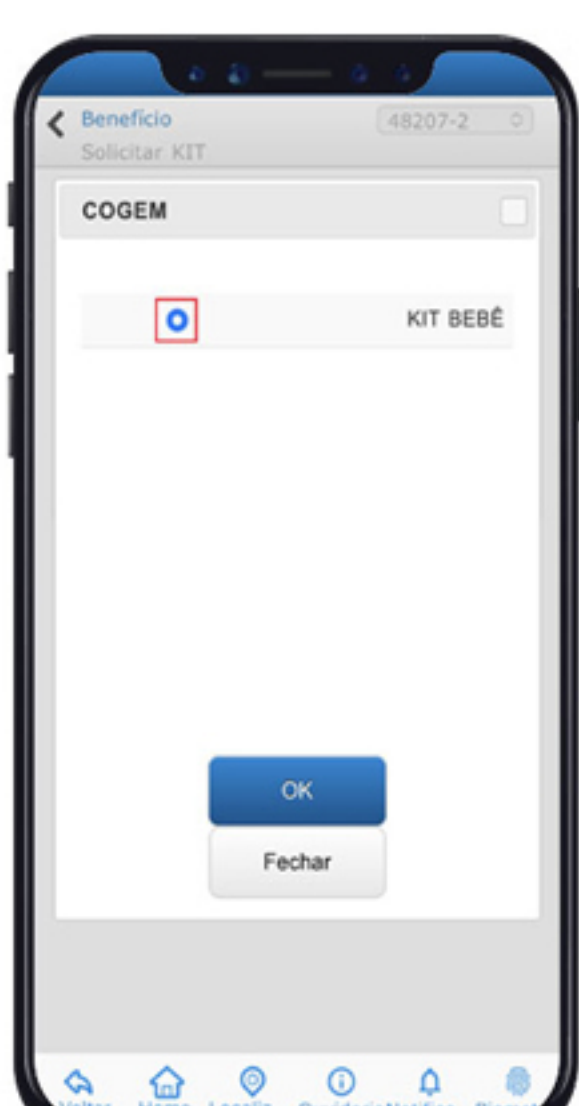 Benefício
48207-2
Solicitar KIT
COGEM
KIT BEBÊ
OK
Fechar